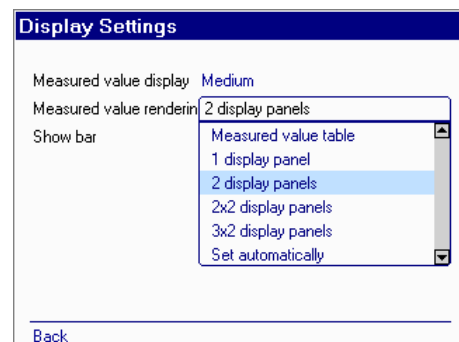 Display Settings
Measured value display Medium
Measured value renderin 2 display panels
Show bar
Measured value table
1 display panel
2 display panels
2x2 display panels
3x2 display panels
Set automatically
Back